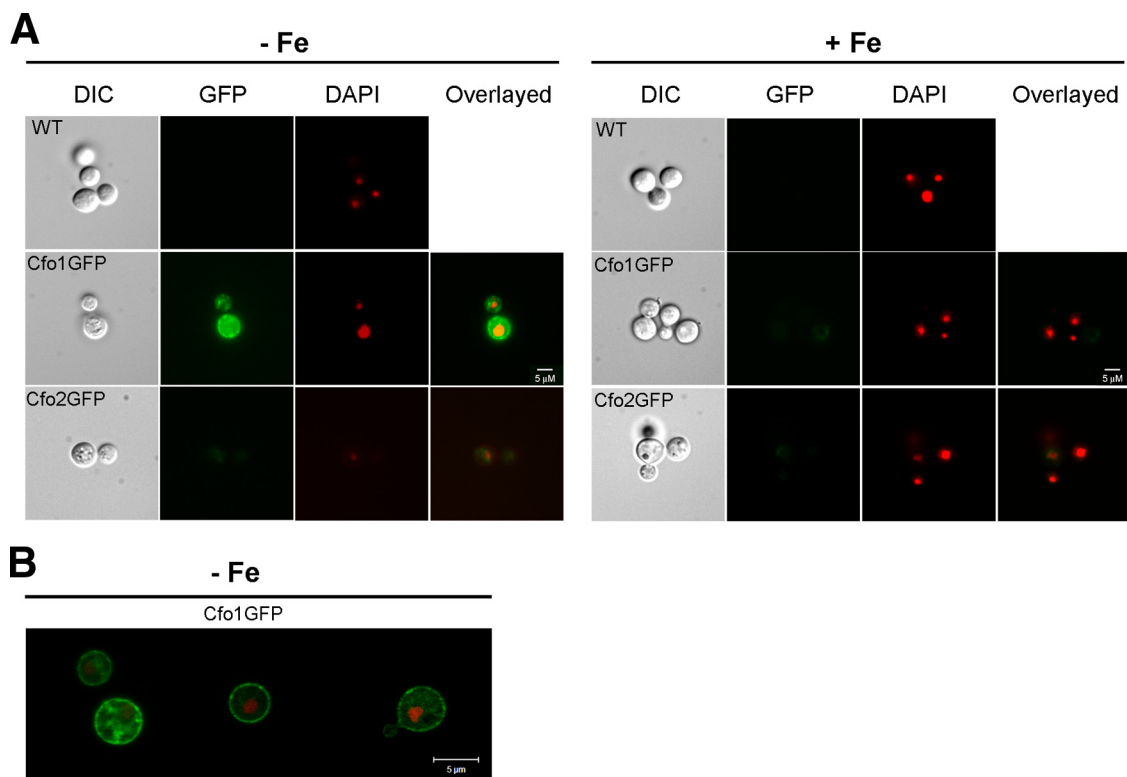 A
- Fe
+ Fe
DIC GFP DAPI Overlayed
DIC GFP DAPI Overlayed
WT
WT
Cfo1GFP
5 µM
Cfo1GFP
5 µM
Cfo2GFP
Cfo2GFP
B
- Fe
Cfo1GFP
5 µm